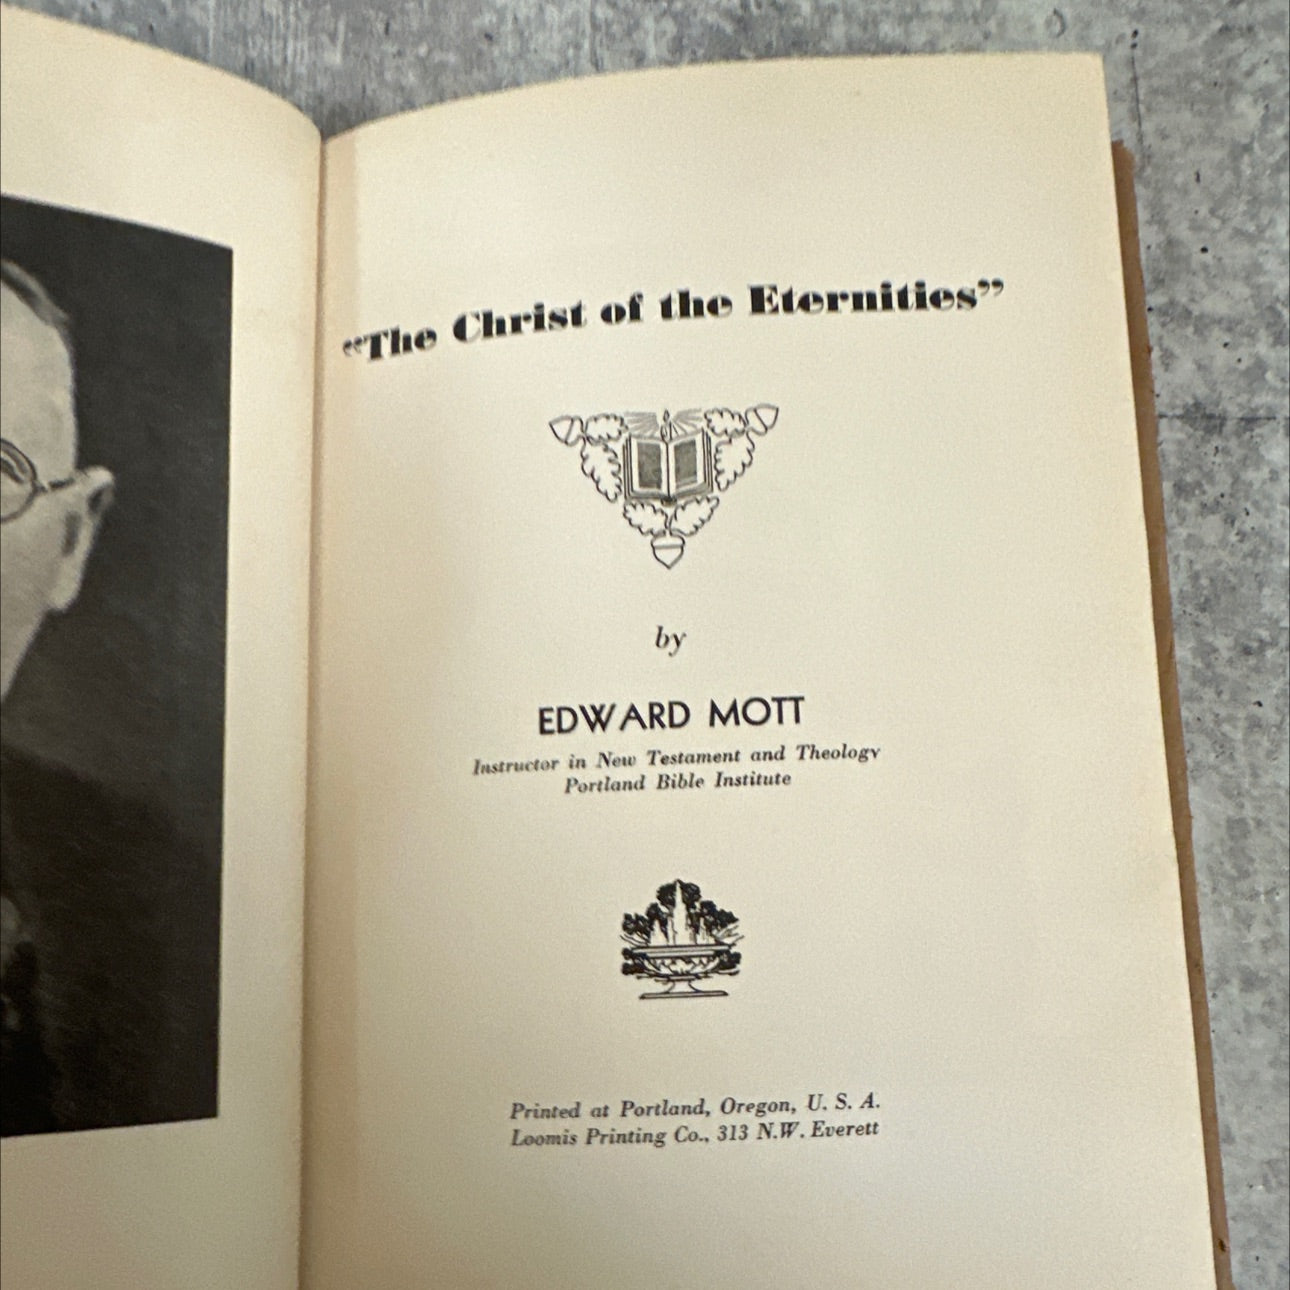 “The Christ of the Eternities”
by
EDWARD MOTT
Instructor in New Testament and Theology
Portland Bible Institute
Printed at Portland, Oregon, U. S. A.
Loomis Printing Co., 313 N.W. Everett